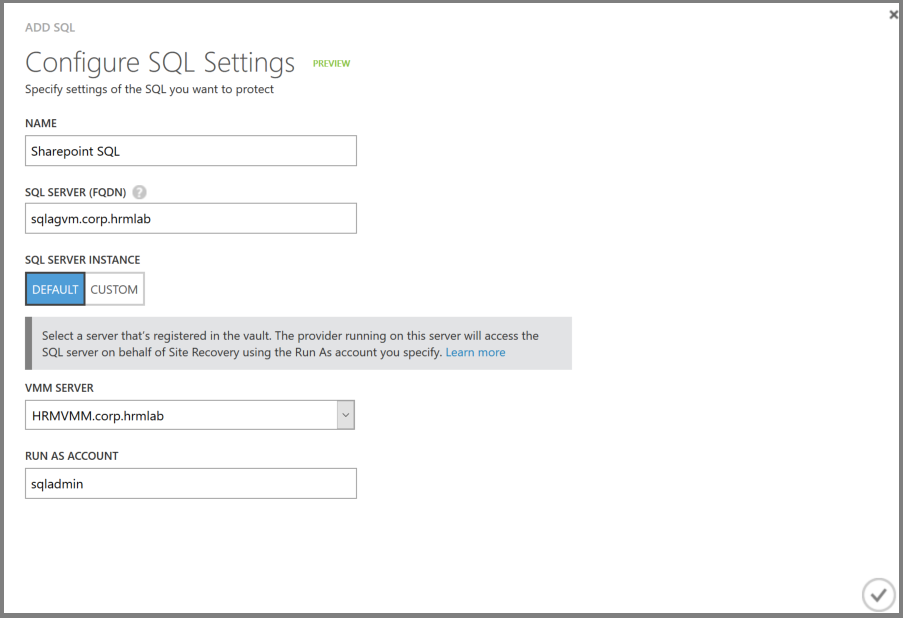 ADD SQL
Configure SQL Settings PREVIEW
Specify settings of the SQL you want to protect
NAME
Sharepoint SQL
SQL SERVER (FQDN) ?
sqlagvm.corp.hrmlab
SQL SERVER INSTANCE
DEFAULT CUSTOM
Select a server that's registered in the vault. The provider running on this server will access the
SQL server on behalf of Site Recovery using the Run As account you specify. Learn more
VMM SERVER
HRMVMM.corp.hrmlab
RUN AS ACCOUNT
sqladmin